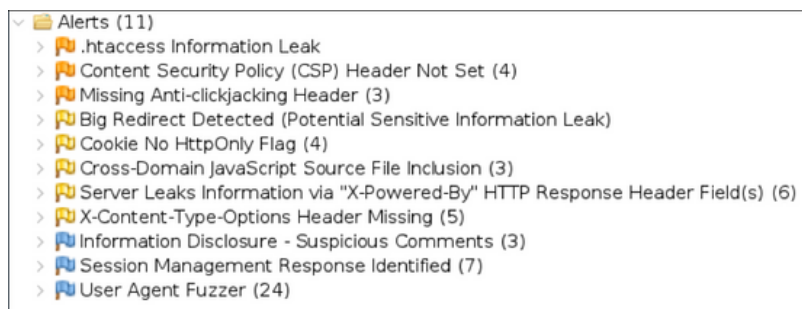 Alerts (11)
.htaccess Information Leak
Content Security Policy (CSP) Header Not Set (4)
Missing Anti-clickjacking Header (3)
Big Redirect Detected (Potential Sensitive Information Leak)
Cookie No HttpOnly Flag (4)
Cross-Domain JavaScript Source File Inclusion (3)
Server Leaks Information via "X-Powered-By" HTTP Response Header Field(s) (6)
X-Content-Type-Options Header Missing (5)
Information Disclosure - Suspicious Comments (3)
Session Management Response Identified (7)
User Agent Fuzzer (24)